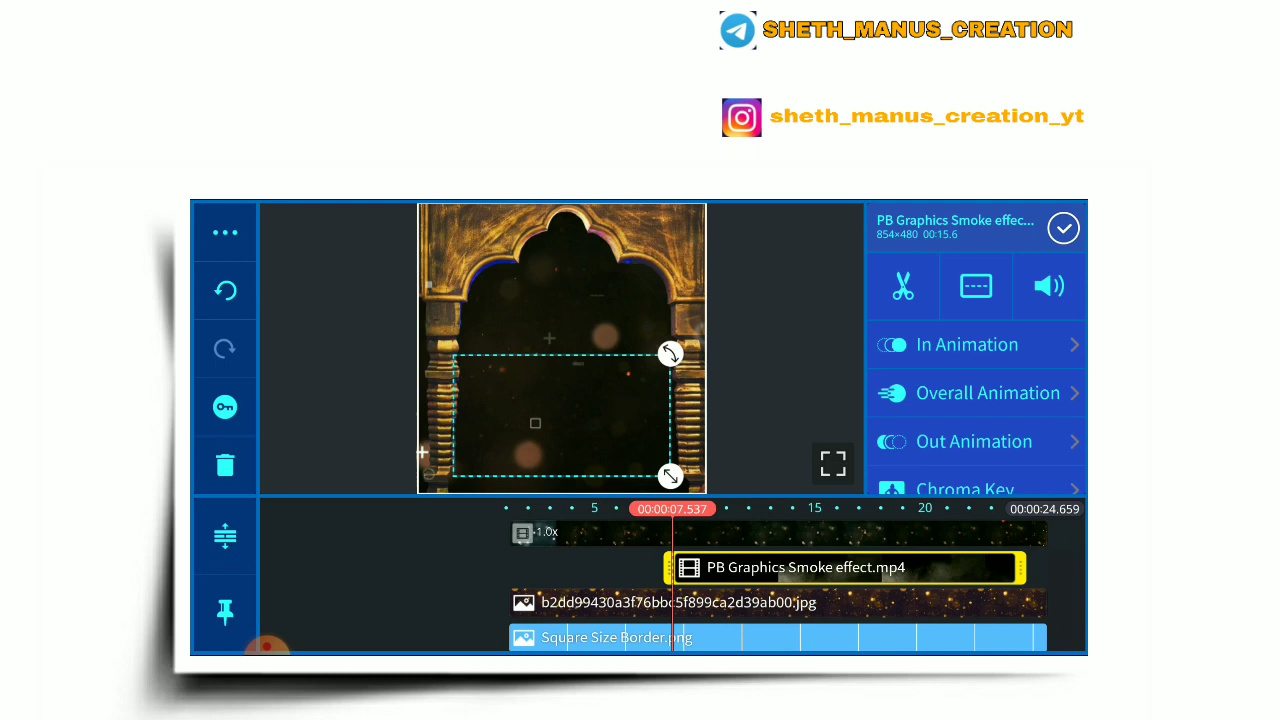 SHETH_MANUS_CREATION
sheth_manus_creation_yt
PB Graphics Smoke effec...
854×480 00:15.6
In Animation
Overall Animation
Out Animation
Chroma Key
5
00:00:07.537
15
20
00:00:24.659
1.0x
PB Graphics Smoke effect.mp4
b2dd99430a3f76bbc5f899ca2d39ab00.jpg
Square Size Border.png